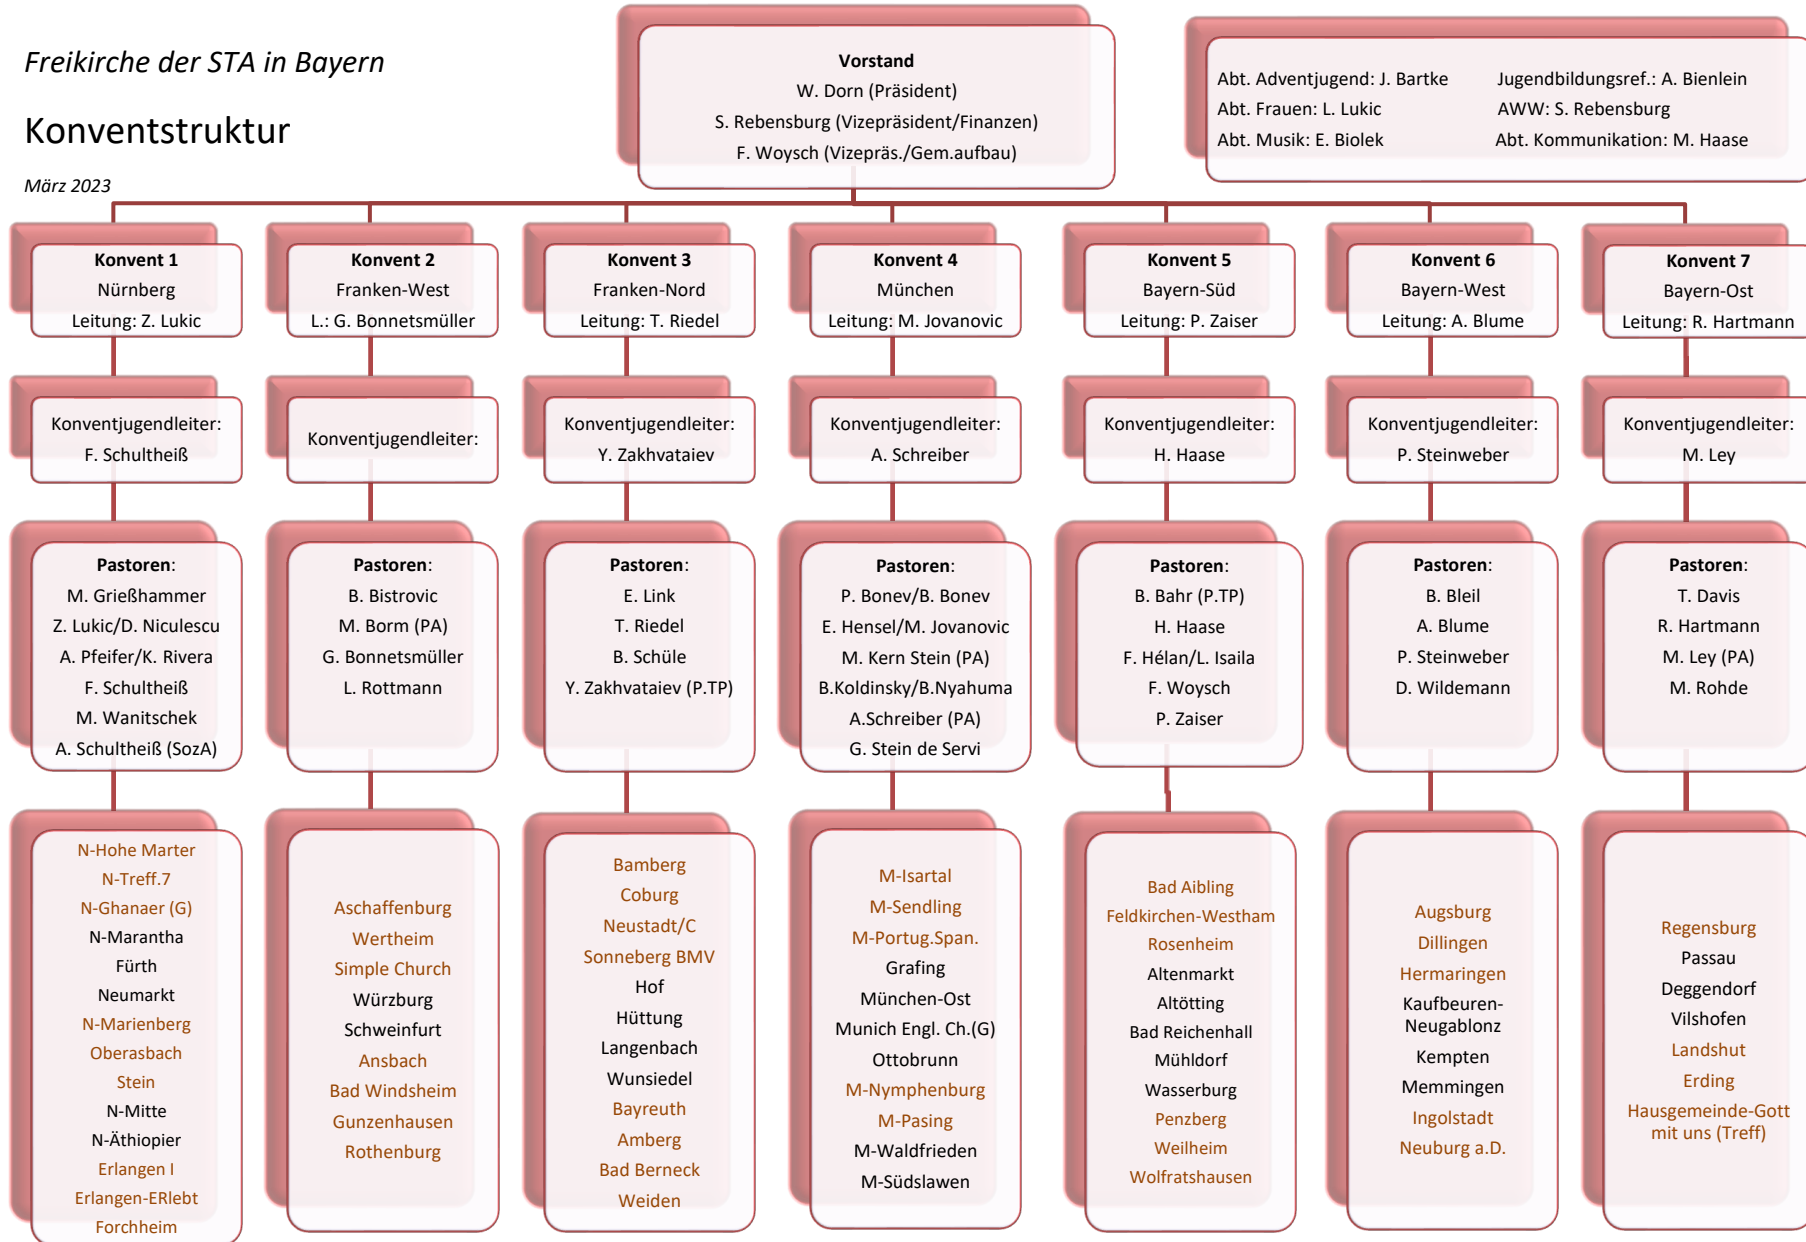 Freikirche der STA in Bayern
Konventstruktur
März 2023
Vorstand
W. Dorn (Präsident)
S. Rebensburg (Vizepräsident/Finanzen)
F. Woysch (Vizepräs./Gem.aufbau)
Abt. Adventjugend: J. Bartke Jugendbildungsref.: A. Bienlein
Abt. Frauen: L. Lukic AWW: S. Rebensburg
Abt. Musik: E. Biolek Abt. Kommunikation: M. Haase
Konvent 1
Nürnberg
Leitung: Z. Lukic
Konventjugendleiter:
F. Schultheiß
Pastoren:
M. Grießhammer
Z. Lukic/D. Niculescu
A. Pfeifer/K. Rivera
F. Schultheiß
M. Wanitschek
A. Schultheiß (SozA)
N-Hohe Marter
N-Treff.7
N-Ghanaer (G)
N-Marantha
Fürth
Neumarkt
N-Marienberg
Oberasbach
Stein
N-Mitte
N-Äthiopier
Erlangen I
Erlangen-ERlebt
Forchheim
Konvent 2
Franken-West
L.: G. Bonnetsmüller
Konventjugendleiter:
Pastoren:
B. Bistrovic
M. Borm (PA)
G. Bonnetsmüller
L. Rottmann
Aschaffenburg
Wertheim
Simple Church
Würzburg
Schweinfurt
Ansbach
Bad Windsheim
Gunzenhausen
Rothenburg
Konvent 3
Franken-Nord
Leitung: T. Riedel
Konventjugendleiter:
Y. Zakhvataiev
Pastoren:
E. Link
T. Riedel
B. Schüle
Y. Zakhvataiev (P.TP)
Bamberg
Coburg
Neustadt/C
Sonneberg BMV
Hof
Hüttung
Langenbach
Wunsiedel
Bayreuth
Amberg
Bad Berneck
Weiden
Konvent 4
München
Leitung: M. Jovanovic
Konventjugendleiter:
A. Schreiber
Pastoren:
P. Bonev/B. Bonev
E. Hensel/M. Jovanovic
M. Kern Stein (PA)
B.Koldinsky/B.Nyahuma
A.Schreiber (PA)
G. Stein de Servi
M-Isartal
M-Sendling
M-Portug.Span.
Grafing
München-Ost
Munich Engl. Ch.(G)
Ottobrunn
M-Nymphenburg
M-Pasing
M-Waldfrieden
M-Südslawen
Konvent 5
Bayern-Süd
Leitung: P. Zaiser
Konventjugendleiter:
H. Haase
Pastoren:
B. Bahr (P.TP)
H. Haase
F. Hélan/L. Isaila
F. Woysch
P. Zaiser
Bad Aibling
Feldkirchen-Westham
Rosenheim
Altenmarkt
Altötting
Bad Reichenhall
Mühldorf
Wasserburg
Penzberg
Weilheim
Wolfratshausen
Konvent 6
Bayern-West
Leitung: A. Blume
Konventjugendleiter:
P. Steinweber
Pastoren:
B. Bleil
A. Blume
P. Steinweber
D. Wildemann
Augsburg
Dillingen
Hermaringen
Kaufbeuren-
Neugablonz
Kempten
Memmingen
Ingolstadt
Neuburg a.D.
Konvent 7
Bayern-Ost
Leitung: R. Hartmann
Konventjugendleiter:
M. Ley
Pastoren:
T. Davis
R. Hartmann
M. Ley (PA)
M. Rohde
Regensburg
Passau
Deggendorf
Vilshofen
Landshut
Erding
Hausgemeinde-Gott
mit uns (Treff)